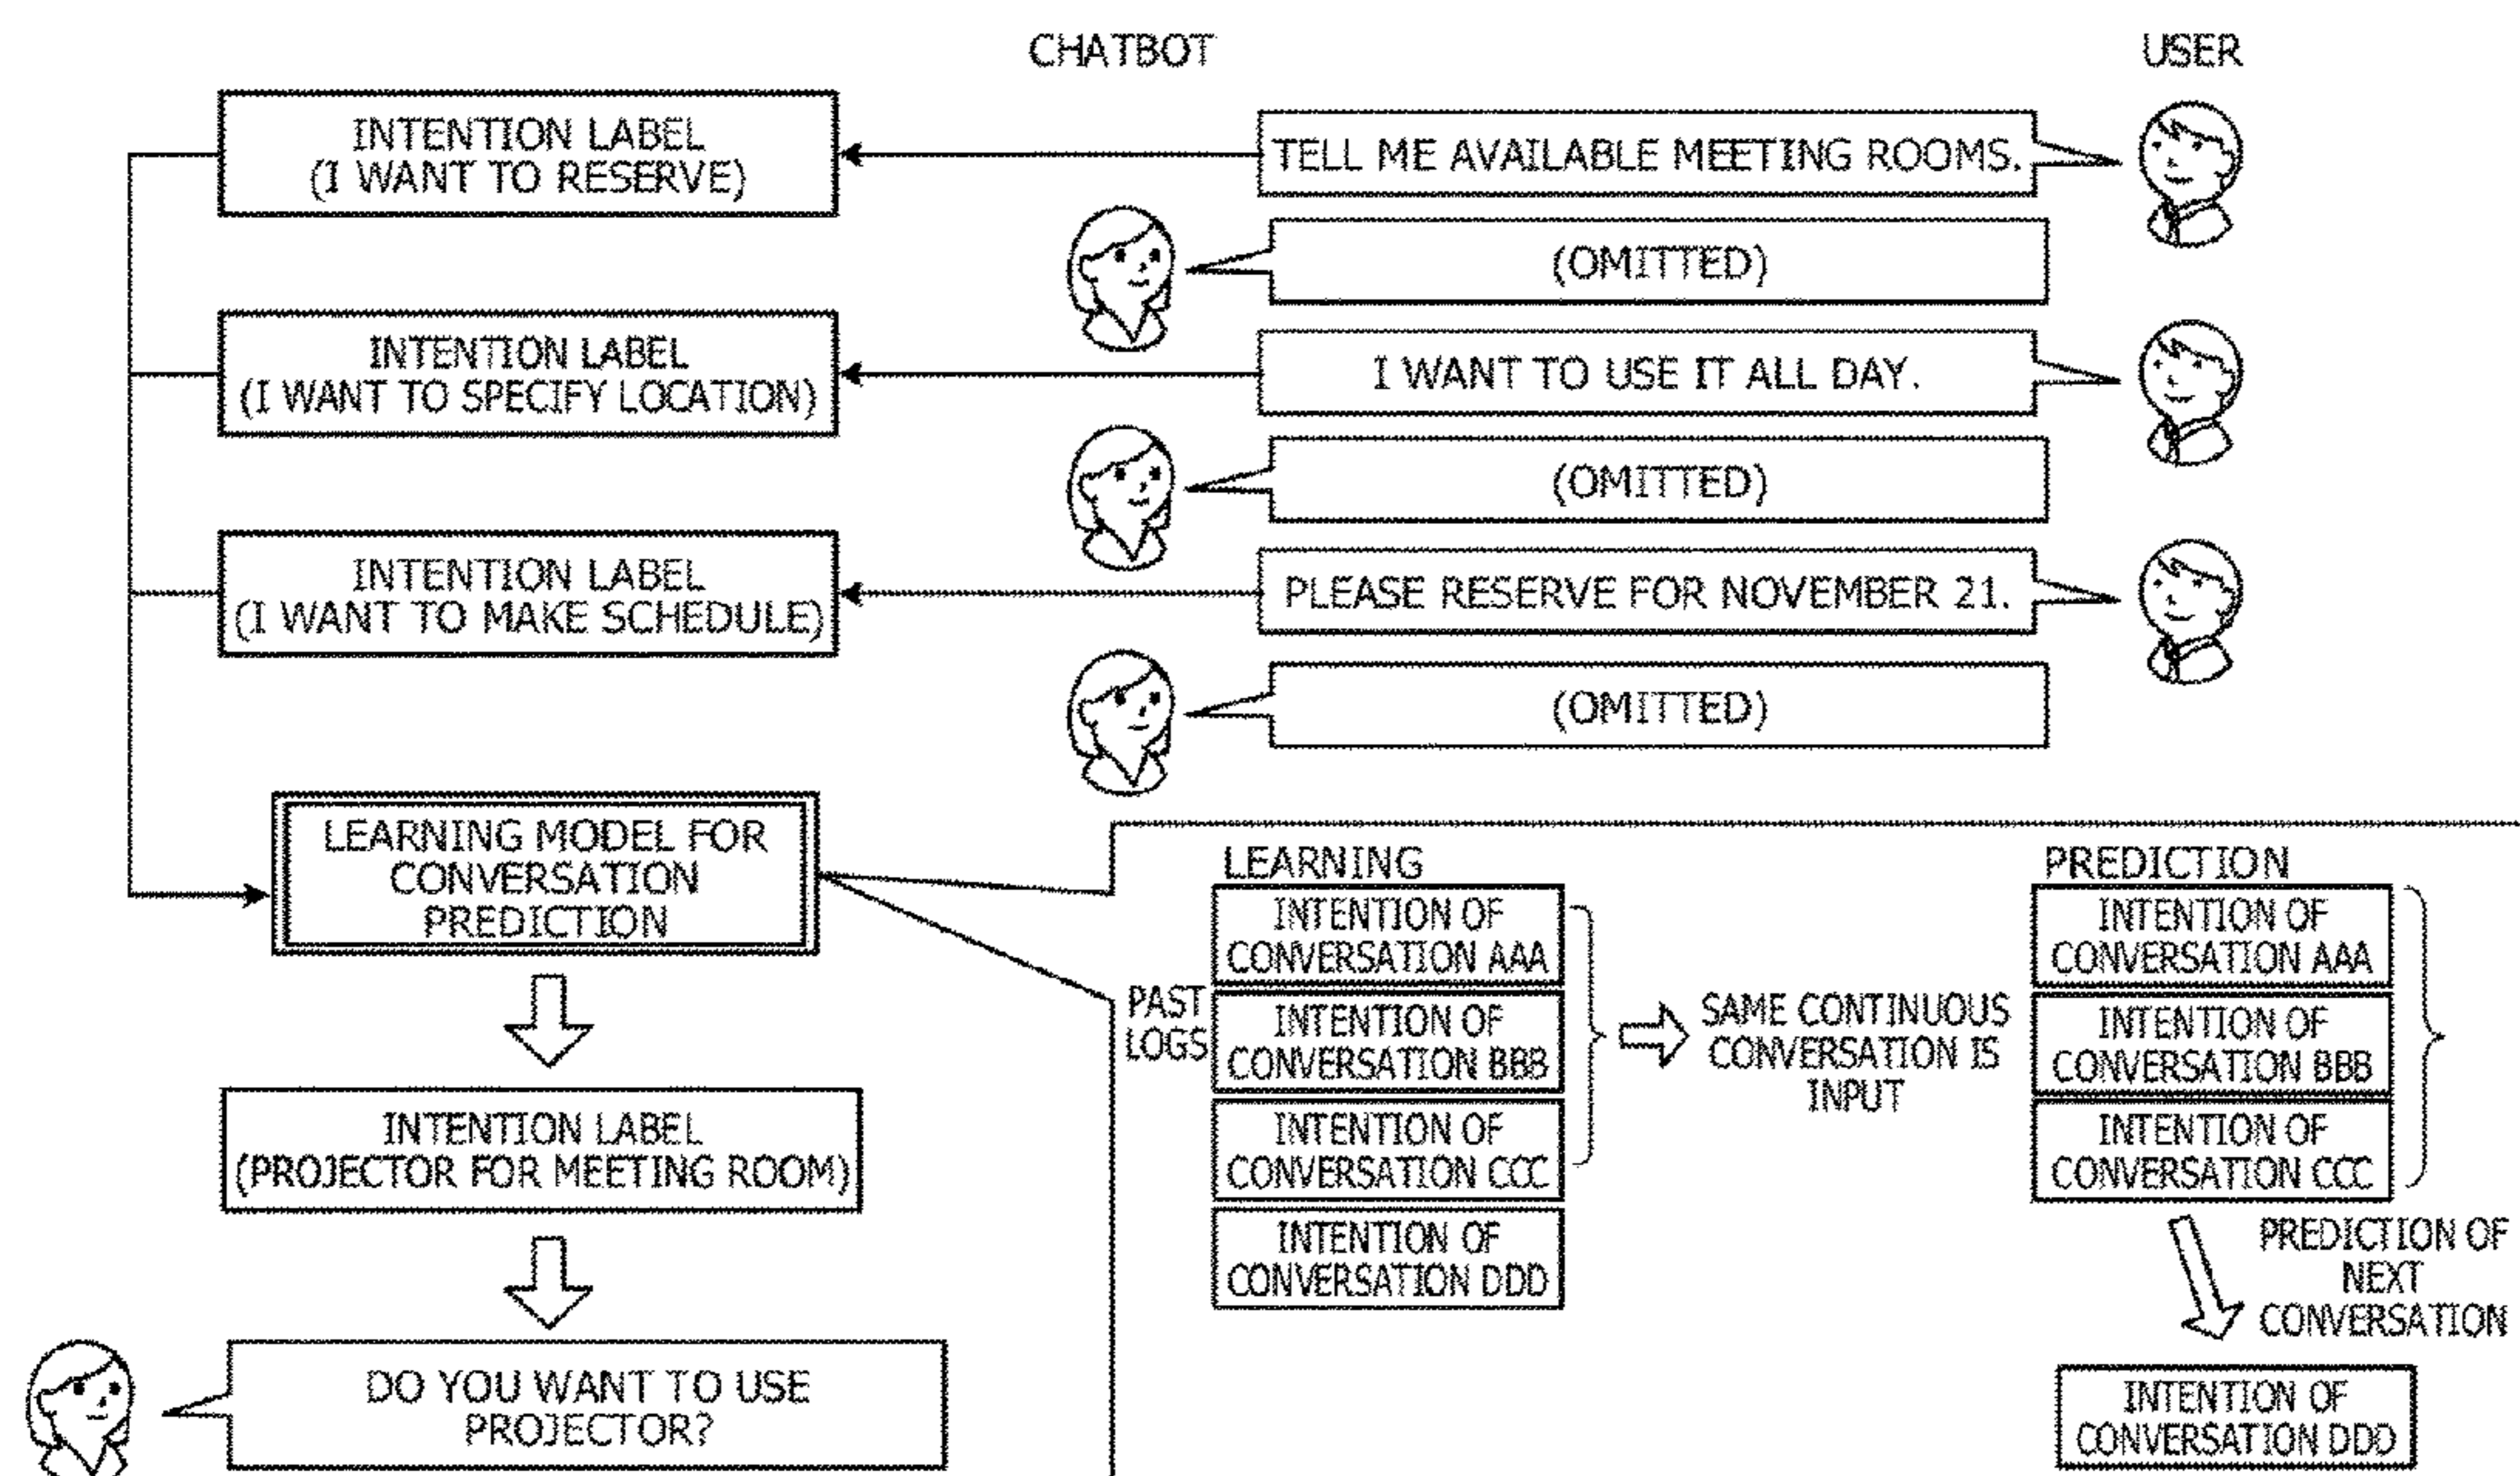 CHATBOT
USER
INTENTION LABEL
(I WANT TO RESERVE)
TELL ME AVAILABLE MEETING ROOMS.
(OMITTED)
INTENTION LABEL
(I WANT TO SPECIFY LOCATION)
I WANT TO USE IT ALL DAY.
(OMITTED)
INTENTION LABEL
(I WANT TO MAKE SCHEDULE)
PLEASE RESERVE FOR NOVEMBER 21.
(OMITTED)
LEARNING MODEL FOR
CONVERSATION
PREDICTION
INTENTION LABEL
(PROJECTOR FOR MEETING ROOM)
DO YOU WANT TO USE
PROJECTOR?
LEARNING
PAST
LOGS
INTENTION OF
CONVERSATION AAA
INTENTION OF
CONVERSATION BBB
INTENTION OF
CONVERSATION CCC
INTENTION OF
CONVERSATION DDD
SAME CONTINUOUS
CONVERSATION IS
INPUT
PREDICTION
INTENTION OF
CONVERSATION AAA
INTENTION OF
CONVERSATION BBB
INTENTION OF
CONVERSATION CCC
PREDICTION OF
NEXT
CONVERSATION
INTENTION OF
CONVERSATION DDD